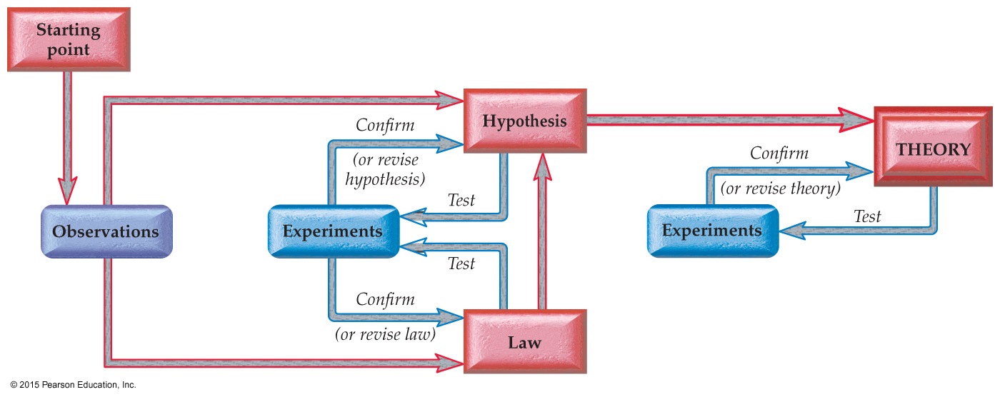 Starting
point
Observations
Confirm
(or revise
hypothesis)
Test
Experiments
Test
Confirm
(or revise law)
Hypothesis
Law
THEORY
Confirm
(or revise theory)
Experiments
Test
© 2015 Pearson Education, Inc.